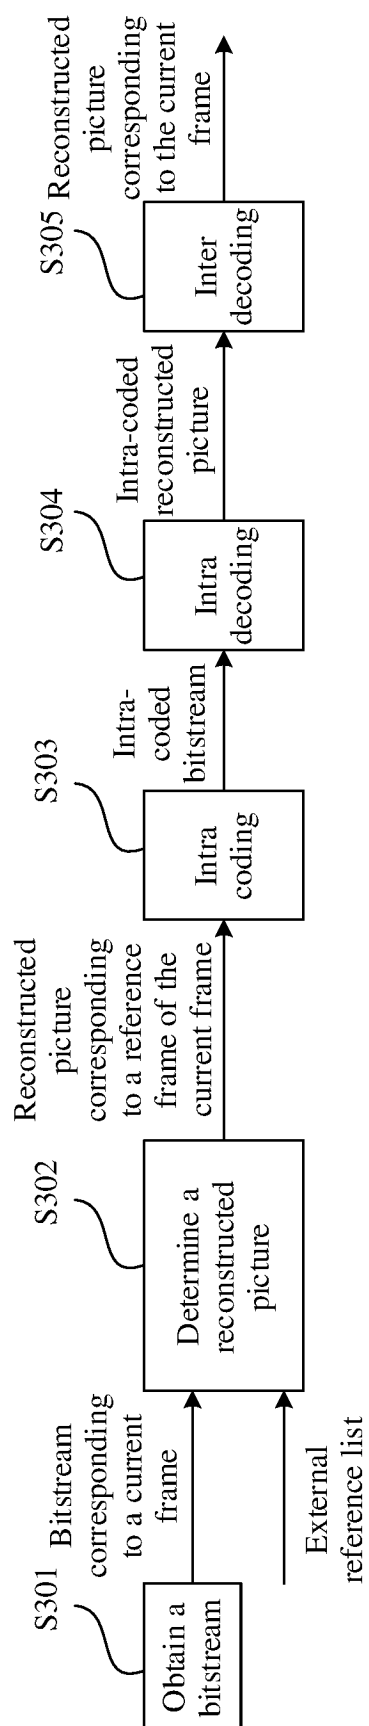 S301
Obtain a
bitstream
Bitstream
corresponding
to a current
frame
External
reference list
S302
Determine a
reconstructed
picture
Reconstructed
picture
corresponding
to a reference
frame of the
current frame
S303
Intra
coding
Intra-
coded
bitstream
S304
Intra
decoding
Intra-coded
reconstructed
picture
S305
Inter
decoding
Reconstructed
picture
corresponding
to the current
frame